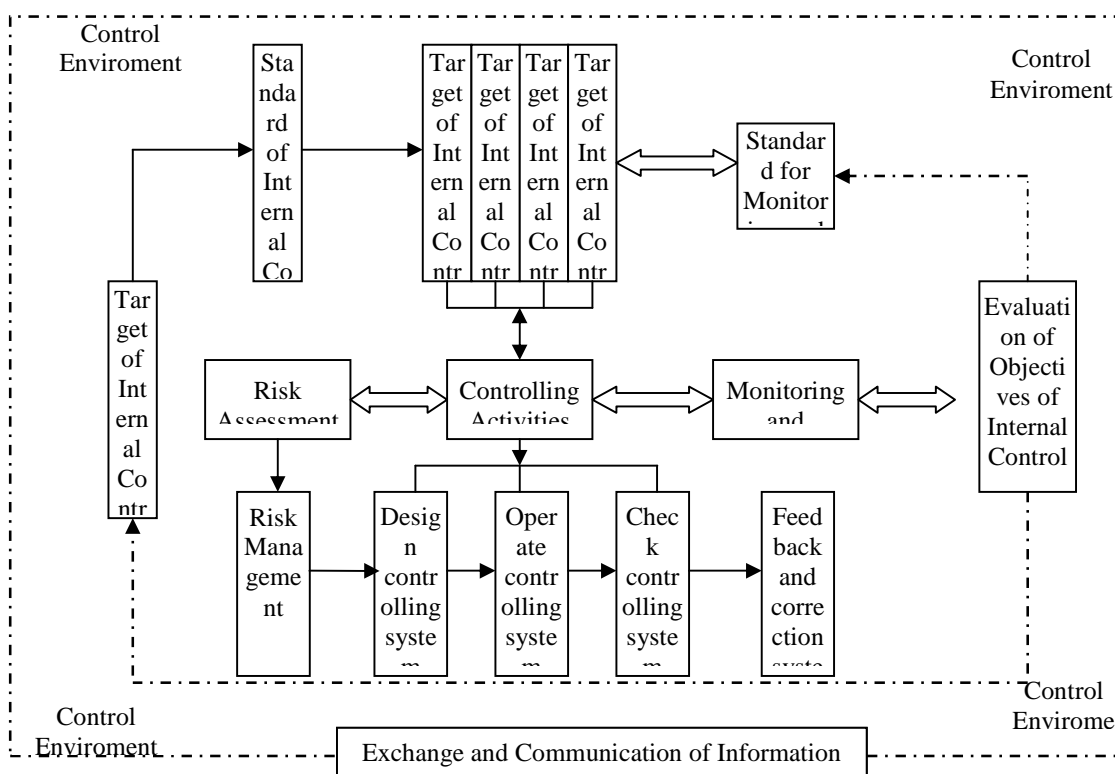 Control
Enviroment
Control
Enviroment
Sta
nda
rd
of
Int
ern
al
Co
Tar
get
of
Int
ern
al
Co
ntr
Tar
get
of
Int
ern
al
Co
ntr
Tar
get
of
Int
ern
al
Co
ntr
Tar
get
of
Int
ern
al
Co
ntr
Standar
d for
Monitor
Tar
get
of
Int
ern
al
Co
ntr
Evaluati
on of
Objecti
ves of
Internal
Control
Risk
Assessment
Controlling
Activities
Monitoring
and
Risk
Mana
geme
nt
Desig
n
contr
olling
syste
m
Oper
ate
contr
olling
syste
m
Chec
k
contr
olling
syste
m
Feed
back
and
corre
ction
syste
Control
Enviroment
Control
Envirome
Exchange and Communication of Information